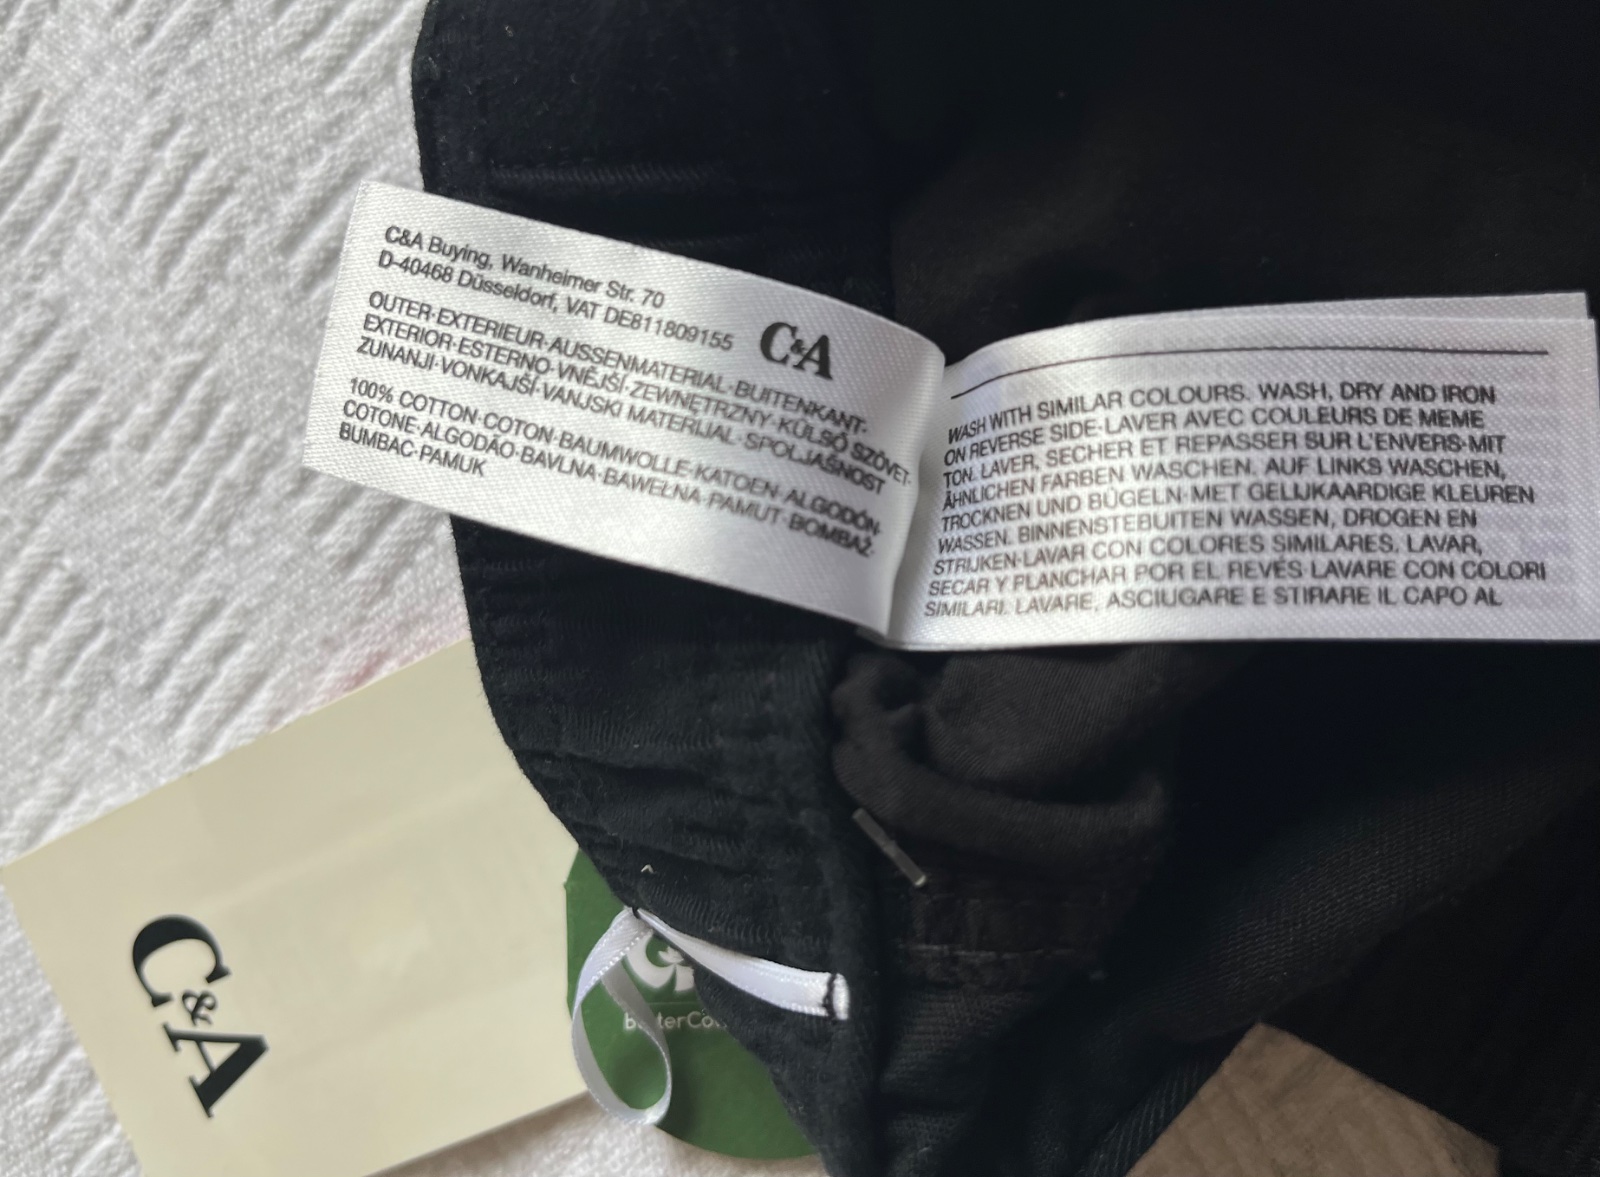 C&A Buying, Wanheimer Str. 70
D-40468 Düsseldorf, VAT DE811809155
C&A
OUTER·EXTERIEUR·AUSSENMATERIAL·BUITENKANT·
EXTERIOR·ESTERNO·VNĚJŠÍ·ZEWNĘTRZNY·KÜLSŐ SZÖVET·
ZUNANJI·VONKAJŠÍ·VANJSKI MATERIJAL·SPOLJAŠNOST
100% COTTON·COTON·BAUMWOLLE·KATOEN·ALGODÓN·
COTONE·ALGODÃO·BAVLNA·BAWEŁNA·PAMUT·BOMBAŽ·
BUMBAC·PAMUK
WASH WITH SIMILAR COLOURS. WASH, DRY AND IRON
ON REVERSE SIDE·LAVER AVEC COULEURS DE MEME
TON. LAVER, SECHER ET REPASSER SUR L'ENVERS·MIT
ÄHNLICHEN FARBEN WASCHEN. AUF LINKS WASCHEN,
TROCKNEN UND BÜGELN·MET GELIJKAARDIGE KLEUREN
WASSEN. BINNENSTEBUITEN WASSEN, DROGEN EN
STRIJKEN·LAVAR CON COLORES SIMILARES. LAVAR,
SECAR Y PLANCHAR POR EL REVÉS LAVARE CON COLORI
SIMILARI. LAVARE, ASCIUGARE E STIRARE IL CAPO AL
C&A